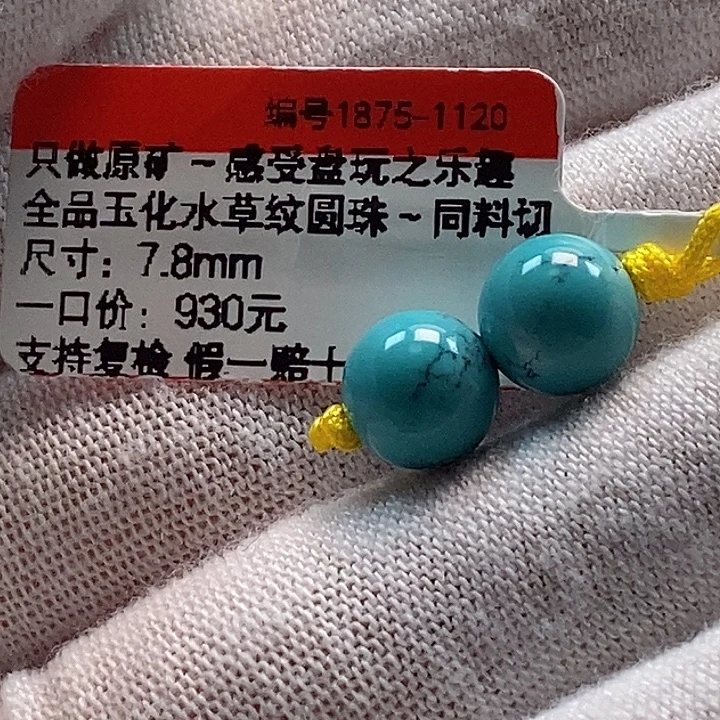 编号1875-1120
只做原矿~感受盘玩之乐趣
全品玉化水草纹圆珠~同料切
尺寸：7.8mm
一口价：930元
支持复检 假一赔十